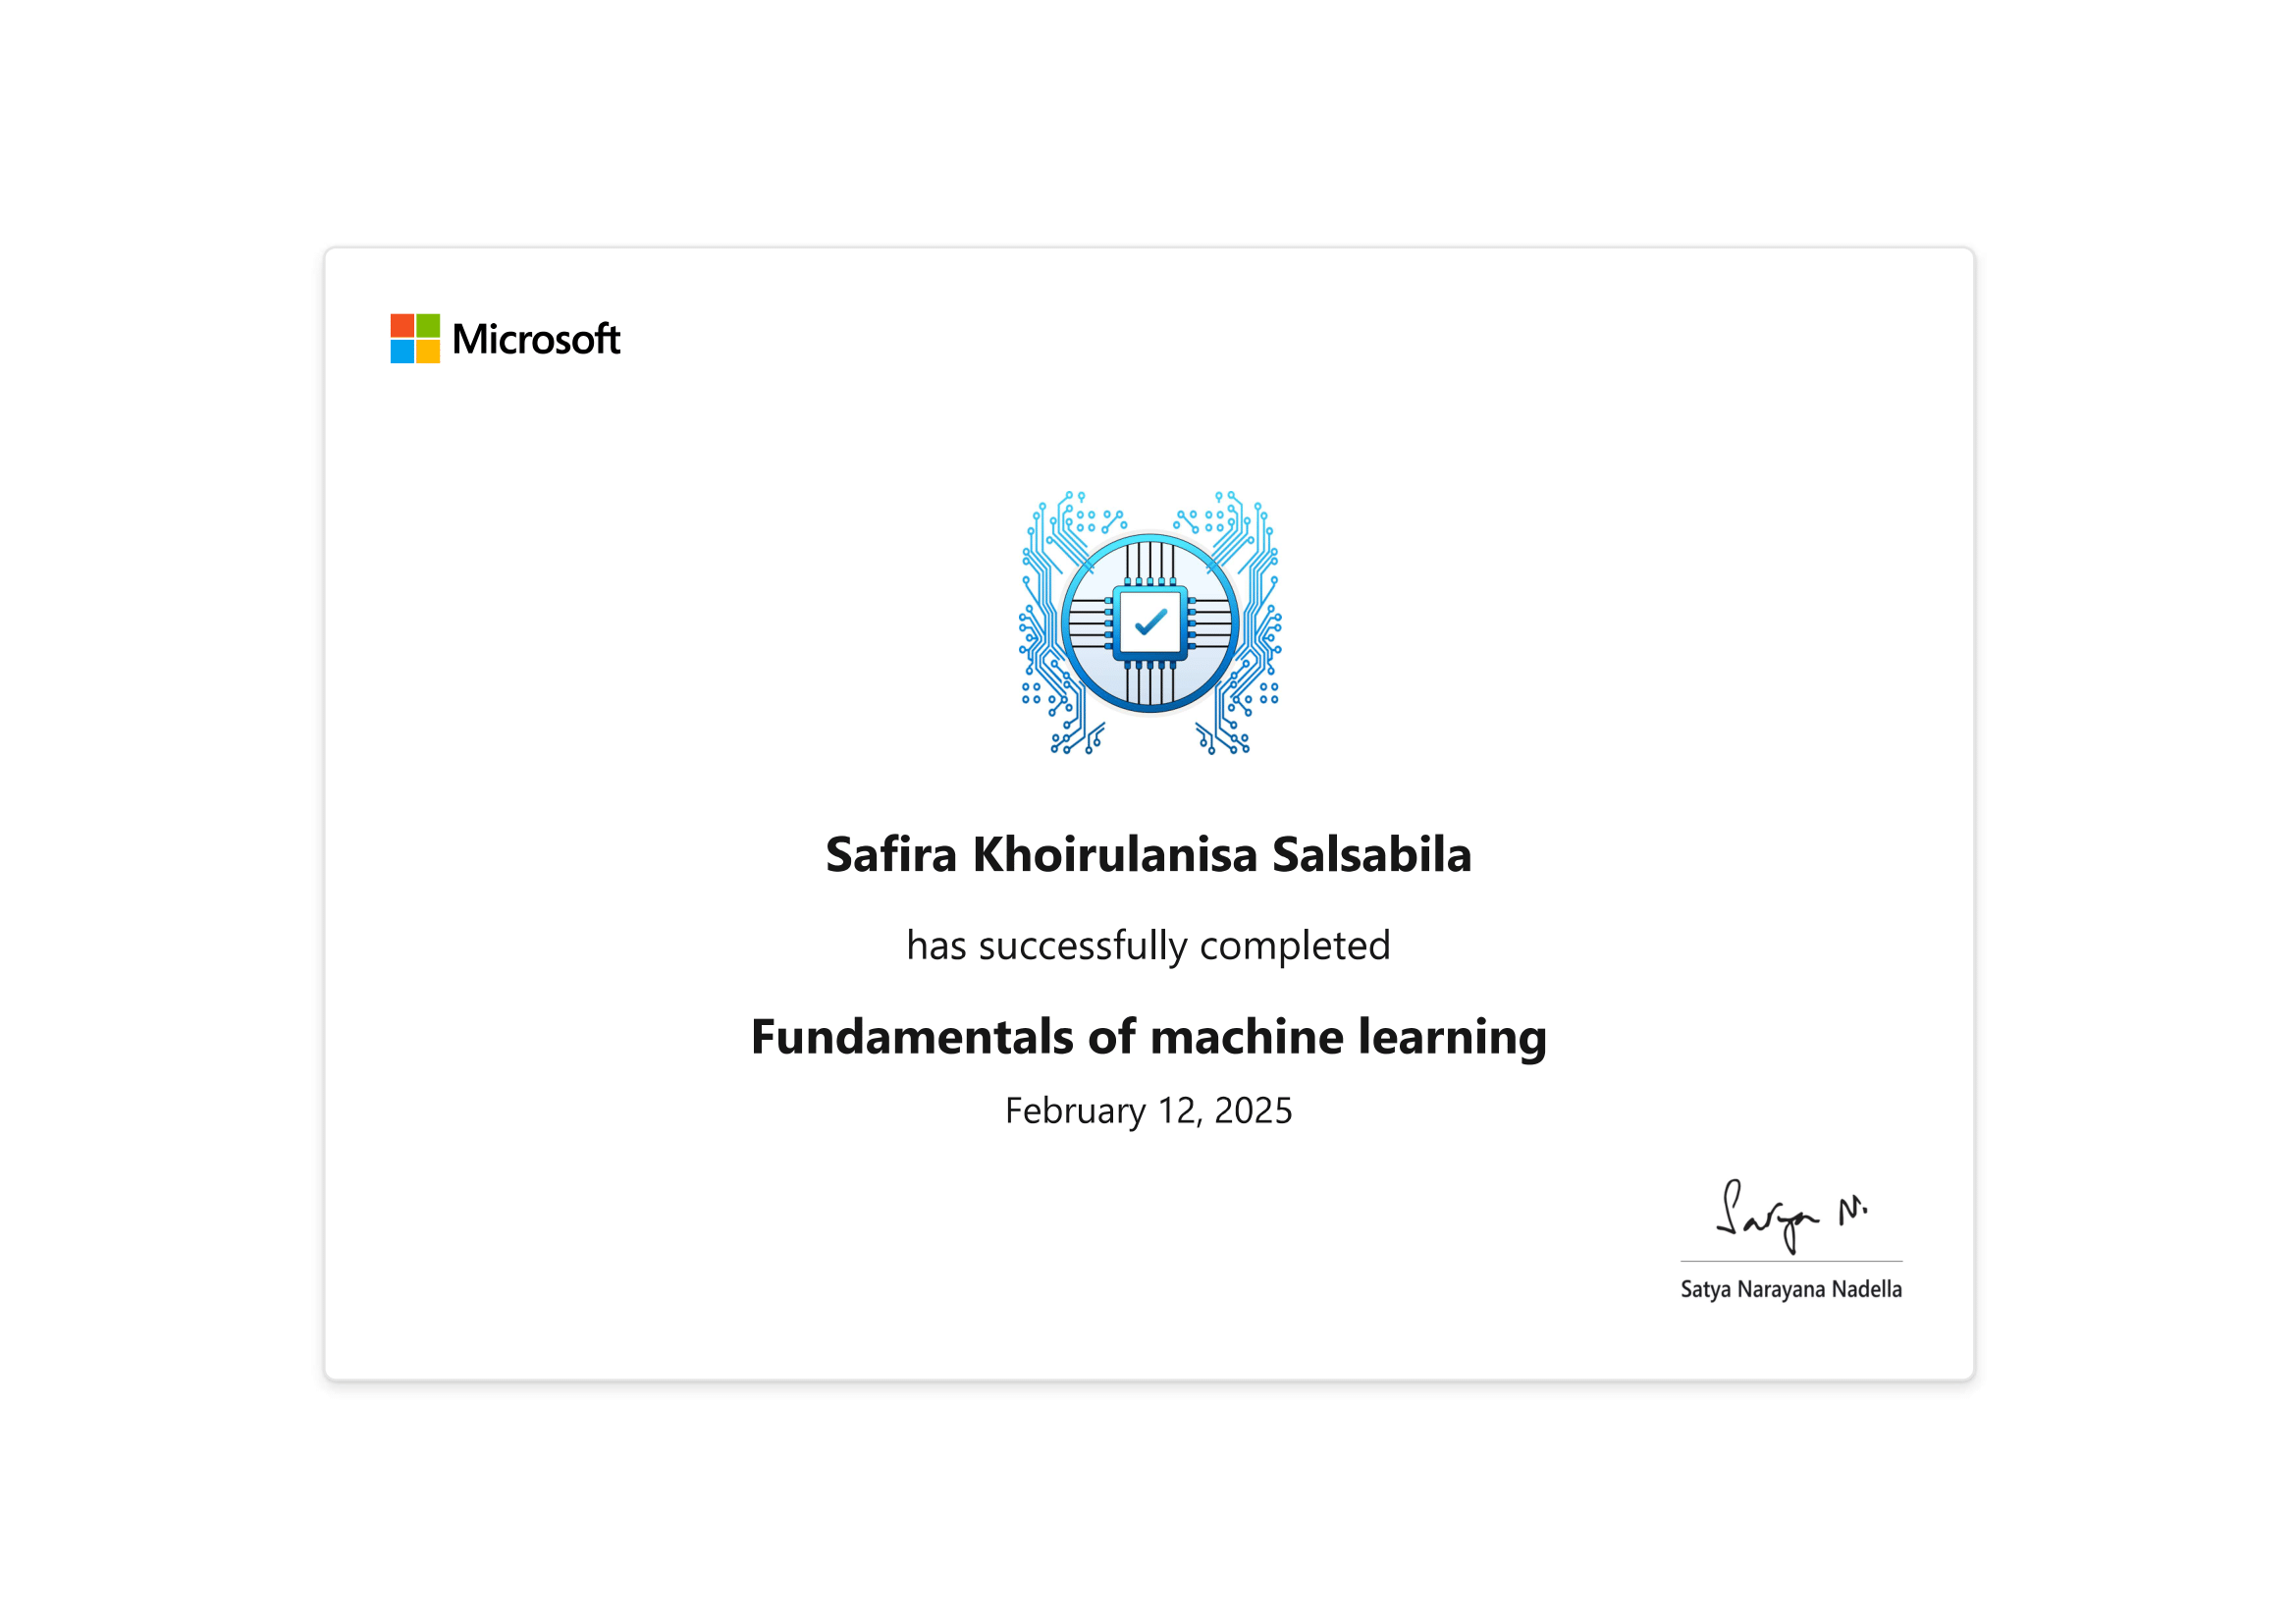 Microsoft
Safira Khoirulanisa Salsabila
has successfully completed
Fundamentals of machine learning
February 12, 2025
Satya N.
Satya Narayana Nadella